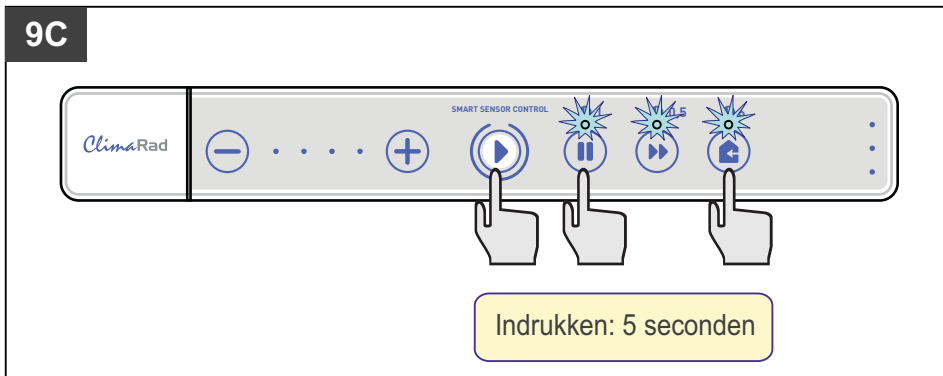 9C
SMART SENSOR CONTROL
ClimaRad
Indrukken: 5 seconden